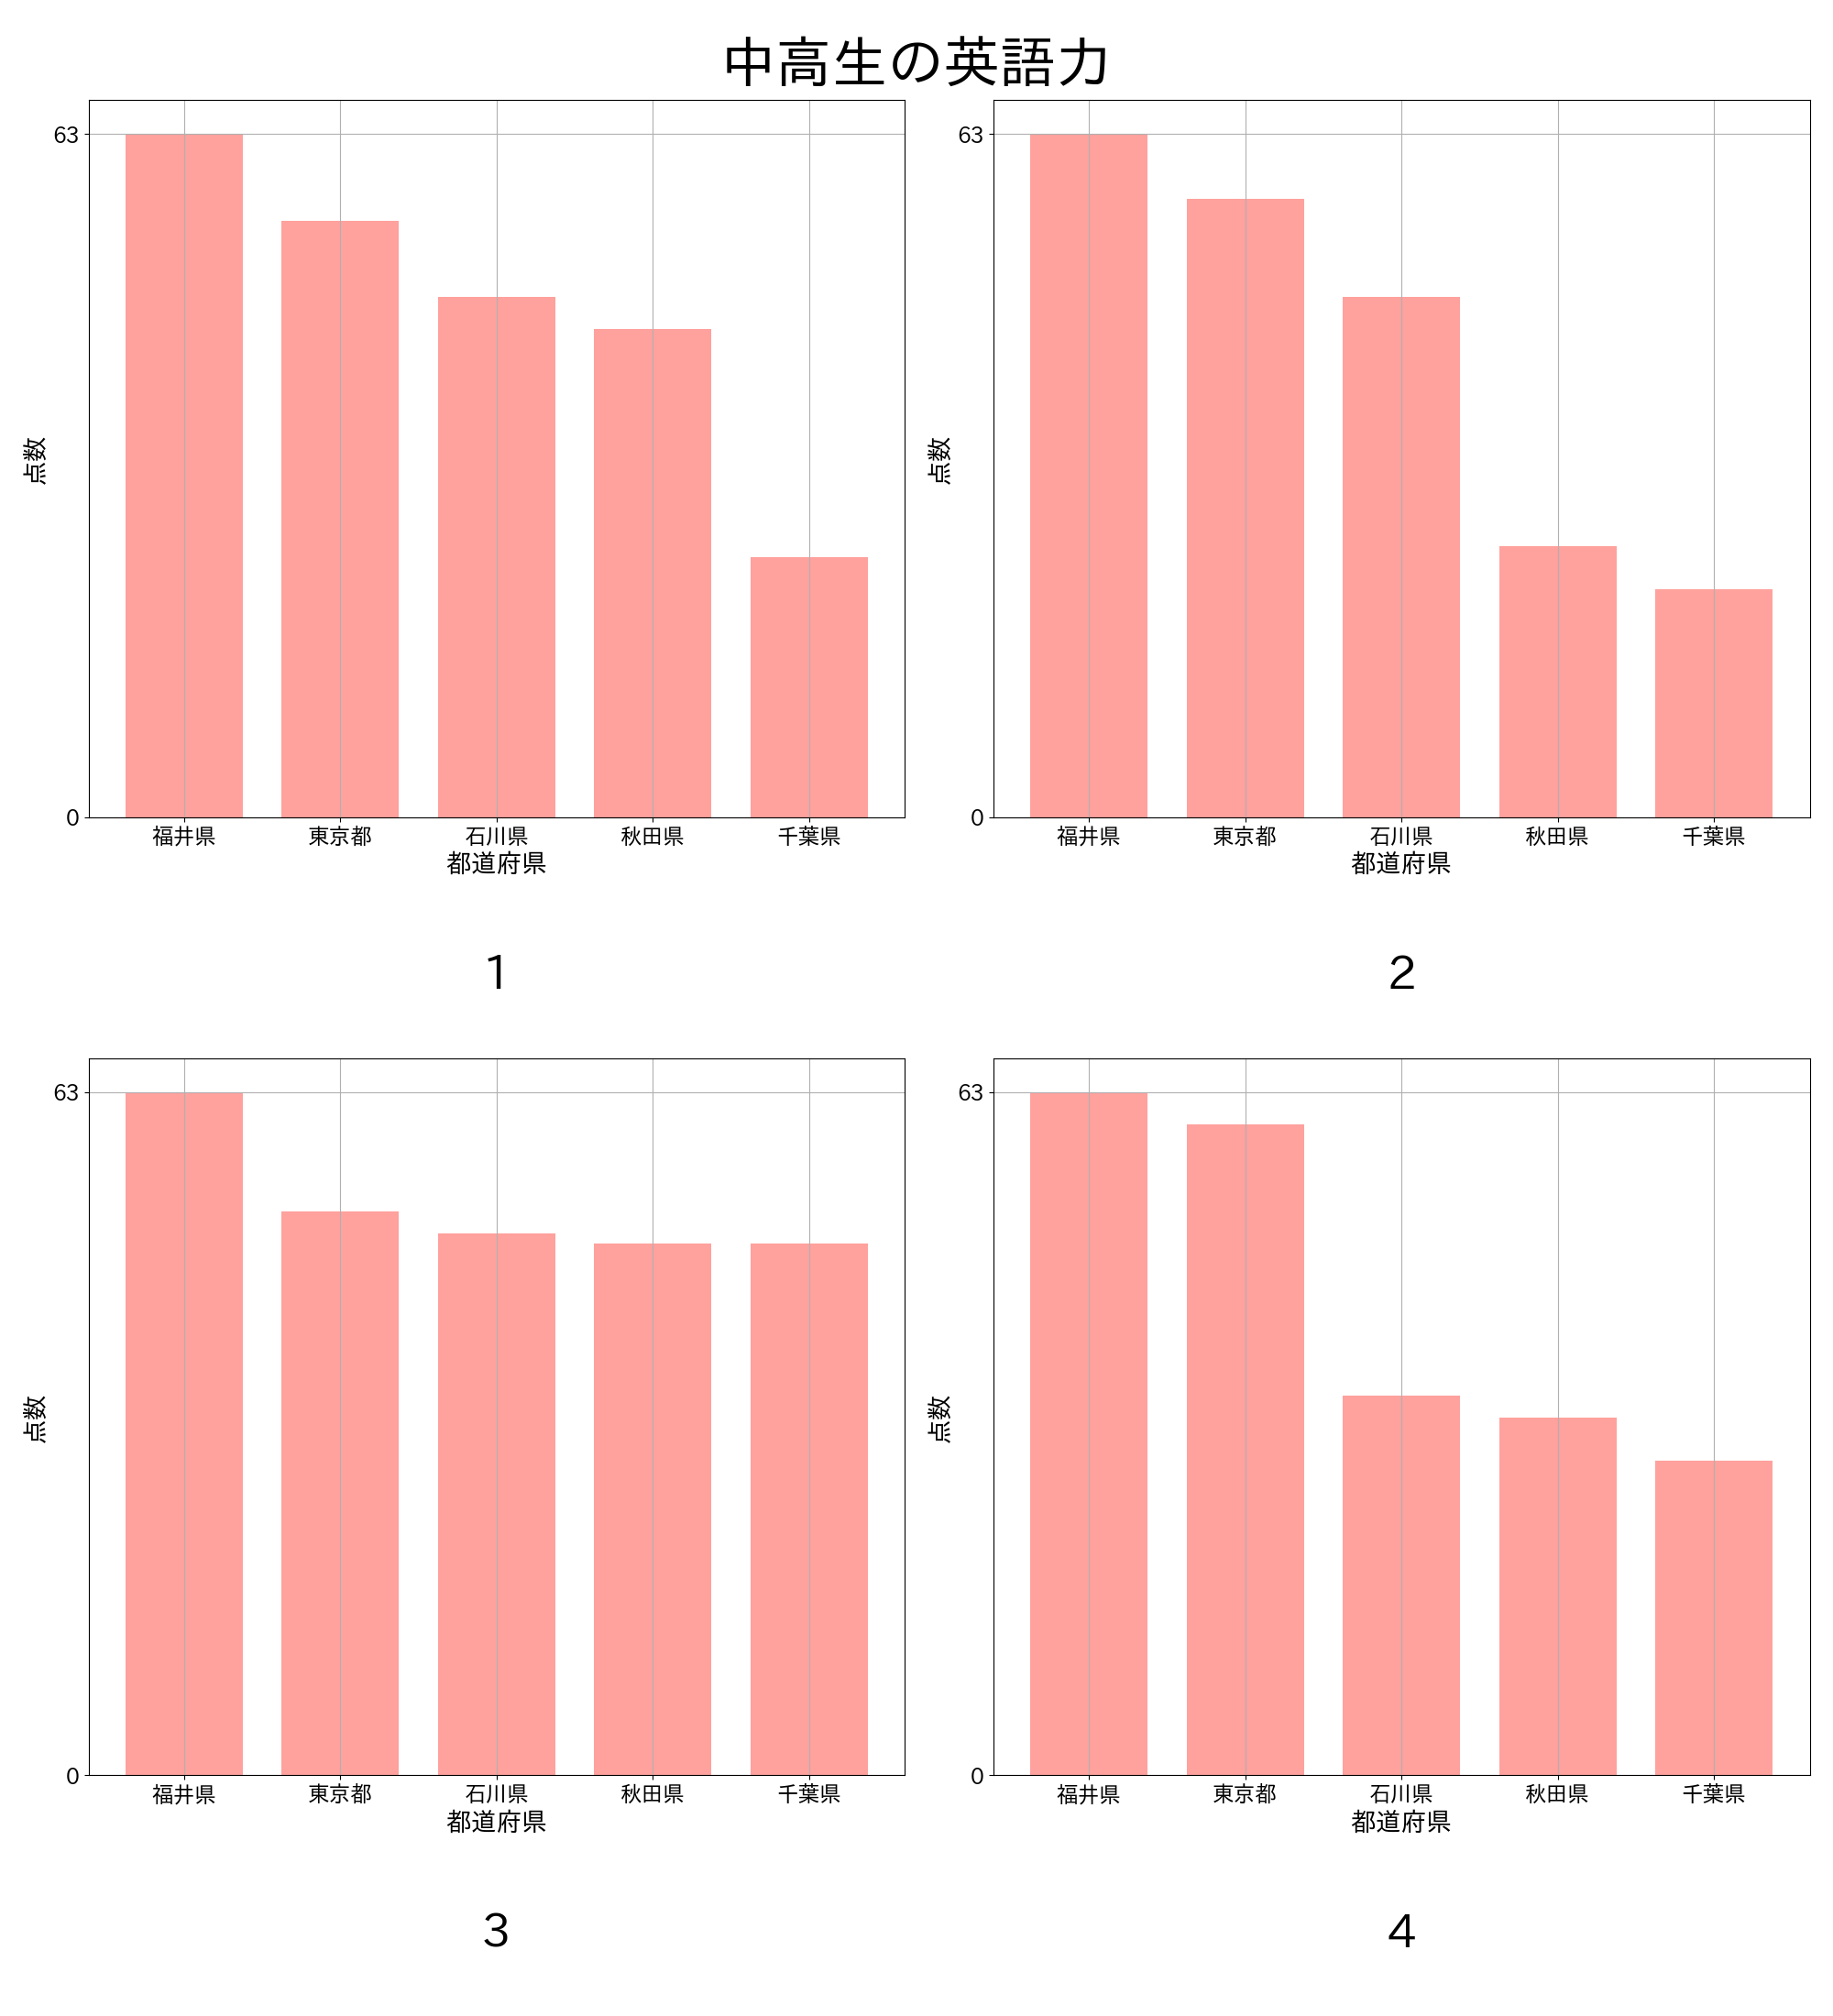 中高生の英語力
63
0
点数
福井県 東京都 石川県 秋田県 千葉県
都道府県
1
63
0
点数
福井県 東京都 石川県 秋田県 千葉県
都道府県
2
63
0
点数
福井県 東京都 石川県 秋田県 千葉県
都道府県
3
63
0
点数
福井県 東京都 石川県 秋田県 千葉県
都道府県
4